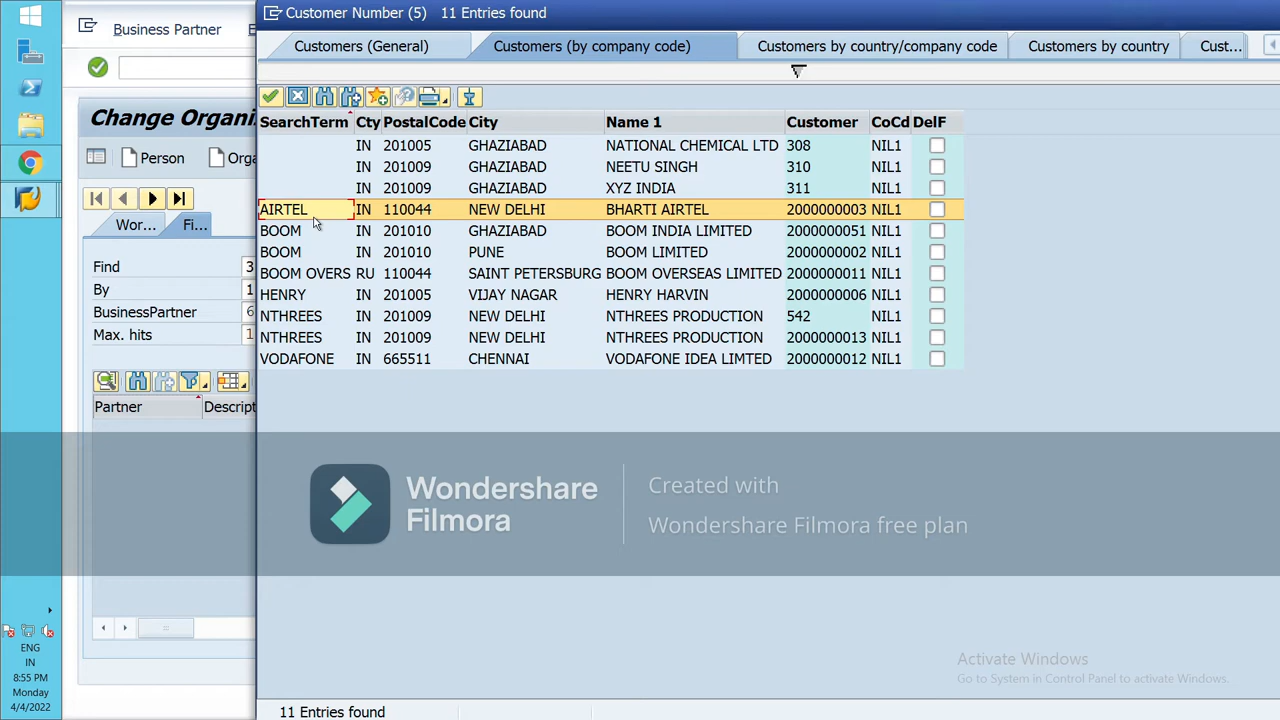 Customer Number (5) 11 Entries found
Business Partner
Customers (General) Customers (by company code) Customers by country/company code Customers by country Cust...
Change Organi
Person Orga
Wor... Fi...
Find 3
By 1
BusinessPartner 6
Max. hits 1
Partner Descript
SearchTerm Cty PostalCode City Name 1 Customer CoCd DelF
IN 201005 GHAZIABAD NATIONAL CHEMICAL LTD 308 NIL1
IN 201009 GHAZIABAD NEETU SINGH 310 NIL1
IN 201009 GHAZIABAD XYZ INDIA 311 NIL1
AIRTEL IN 110044 NEW DELHI BHARTI AIRTEL 2000000003 NIL1
BOOM IN 201010 GHAZIABAD BOOM INDIA LIMITED 2000000051 NIL1
BOOM IN 201010 PUNE BOOM LIMITED 2000000002 NIL1
BOOM OVERS RU 110044 SAINT PETERSBURG BOOM OVERSEAS LIMITED 2000000011 NIL1
HENRY IN 201005 VIJAY NAGAR HENRY HARVIN 2000000006 NIL1
NTHREES IN 201009 NEW DELHI NTHREES PRODUCTION 542 NIL1
NTHREES IN 201009 NEW DELHI NTHREES PRODUCTION 2000000013 NIL1
VODAFONE IN 665511 CHENNAI VODAFONE IDEA LIMTED 2000000012 NIL1
Wondershare
Filmora
Created with
Wondershare Filmora free plan
Activate Windows
Go to System in Control Panel to activate Windows.
11 Entries found
ENG
IN
8:55 PM
Monday
4/4/2022